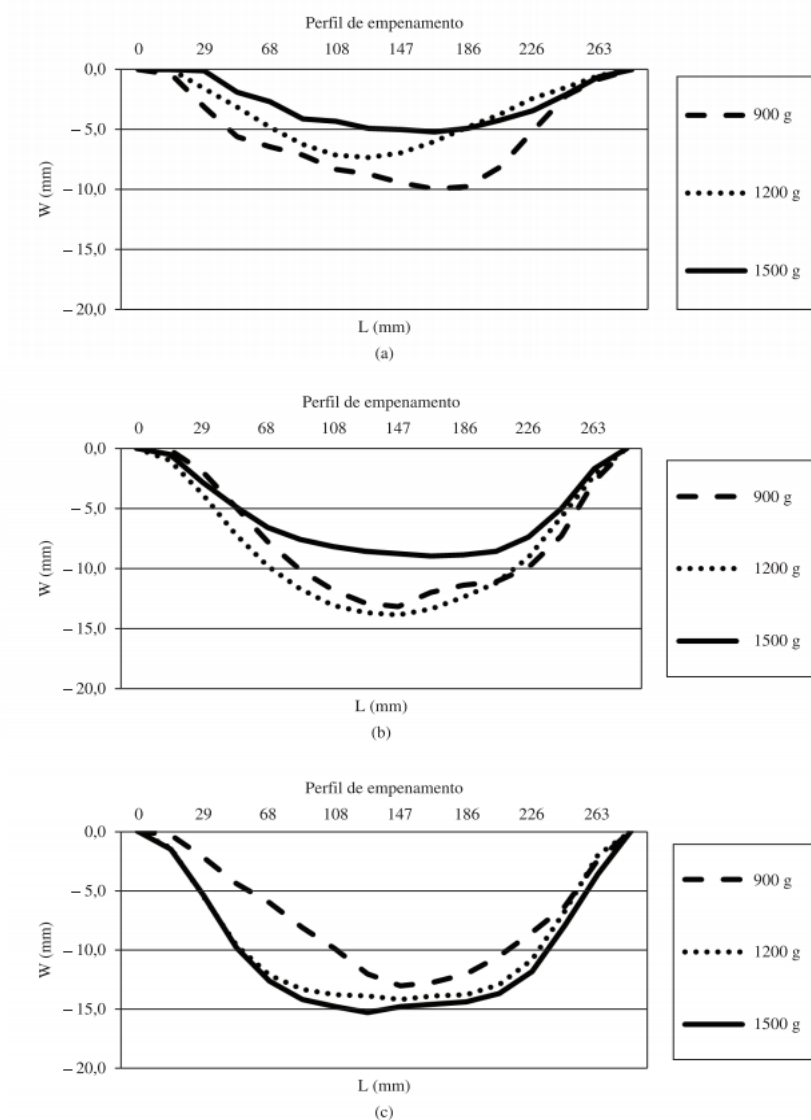 Perfil de empenamento
0 29 68 108 147 186 226 263
0,0
– 5,0
– 10,0
– 15,0
– 20,0
W (mm)
L (mm)
900 g
1200 g
1500 g
(a)
Perfil de empenamento
0 29 68 108 147 186 226 263
0,0
– 5,0
– 10,0
– 15,0
– 20,0
W (mm)
L (mm)
900 g
1200 g
1500 g
(b)
Perfil de empenamento
0 29 68 108 147 186 226 263
0,0
– 5,0
– 10,0
– 15,0
– 20,0
W (mm)
L (mm)
900 g
1200 g
1500 g
(c)